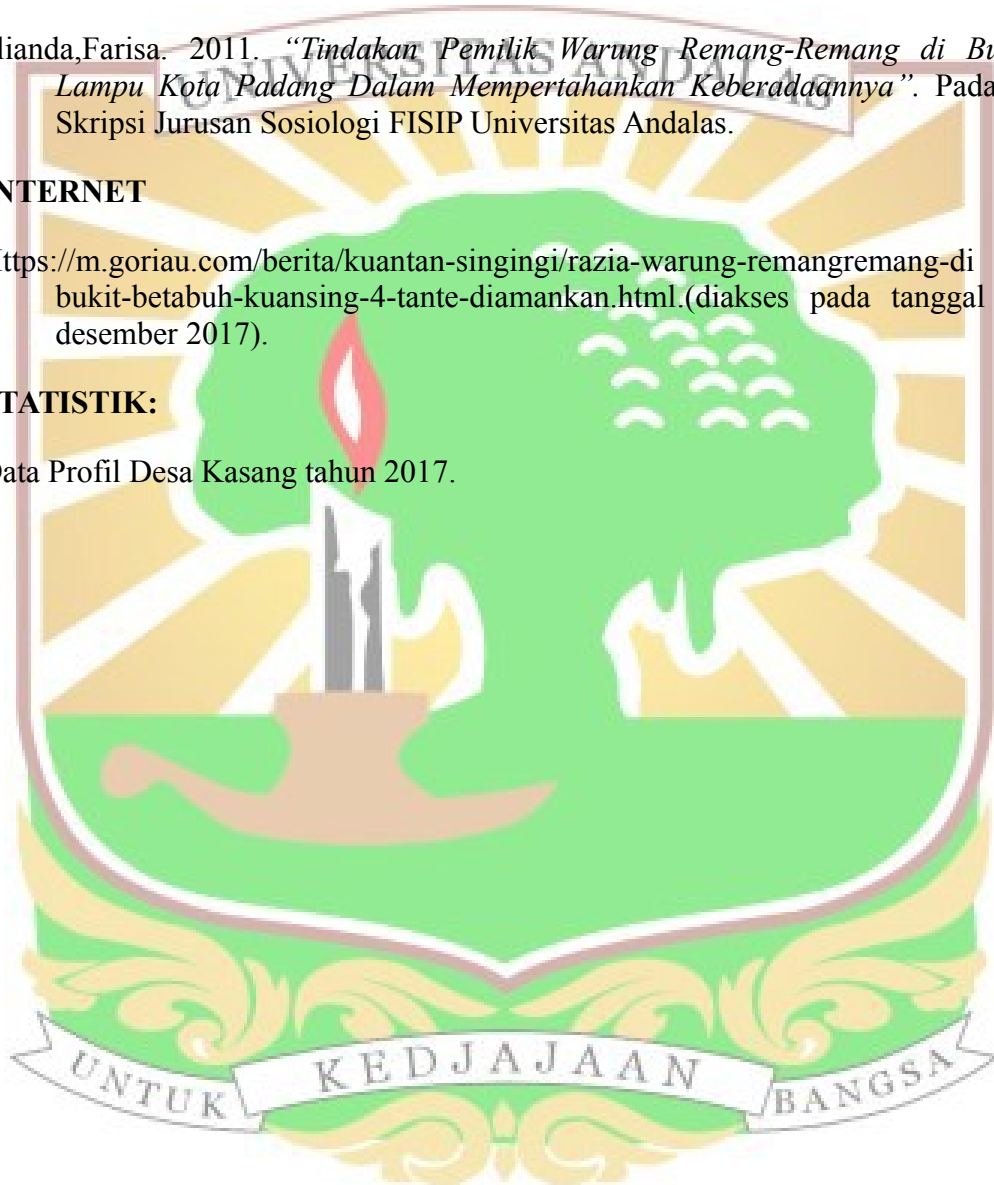 lianda,Farisa. 2011. “Tindakan Pemilik Warung Remang-Remang di Bu
Lampu Kota Padang Dalam Mempertahankan Keberadaannya”. Pada
Skripsi Jurusan Sosiologi FISIP Universitas Andalas.
UNIVERSITAS ANDALAS
NTERNET
ttps://m.goriau.com/berita/kuantan-singingi/razia-warung-remangremang-di
bukit-betabuh-kuansing-4-tante-diamankan.html.(diakses pada tanggal
desember 2017).
TATISTIK:
Data Profil Desa Kasang tahun 2017.
UNTUK KEDJAJAAN BANGSA